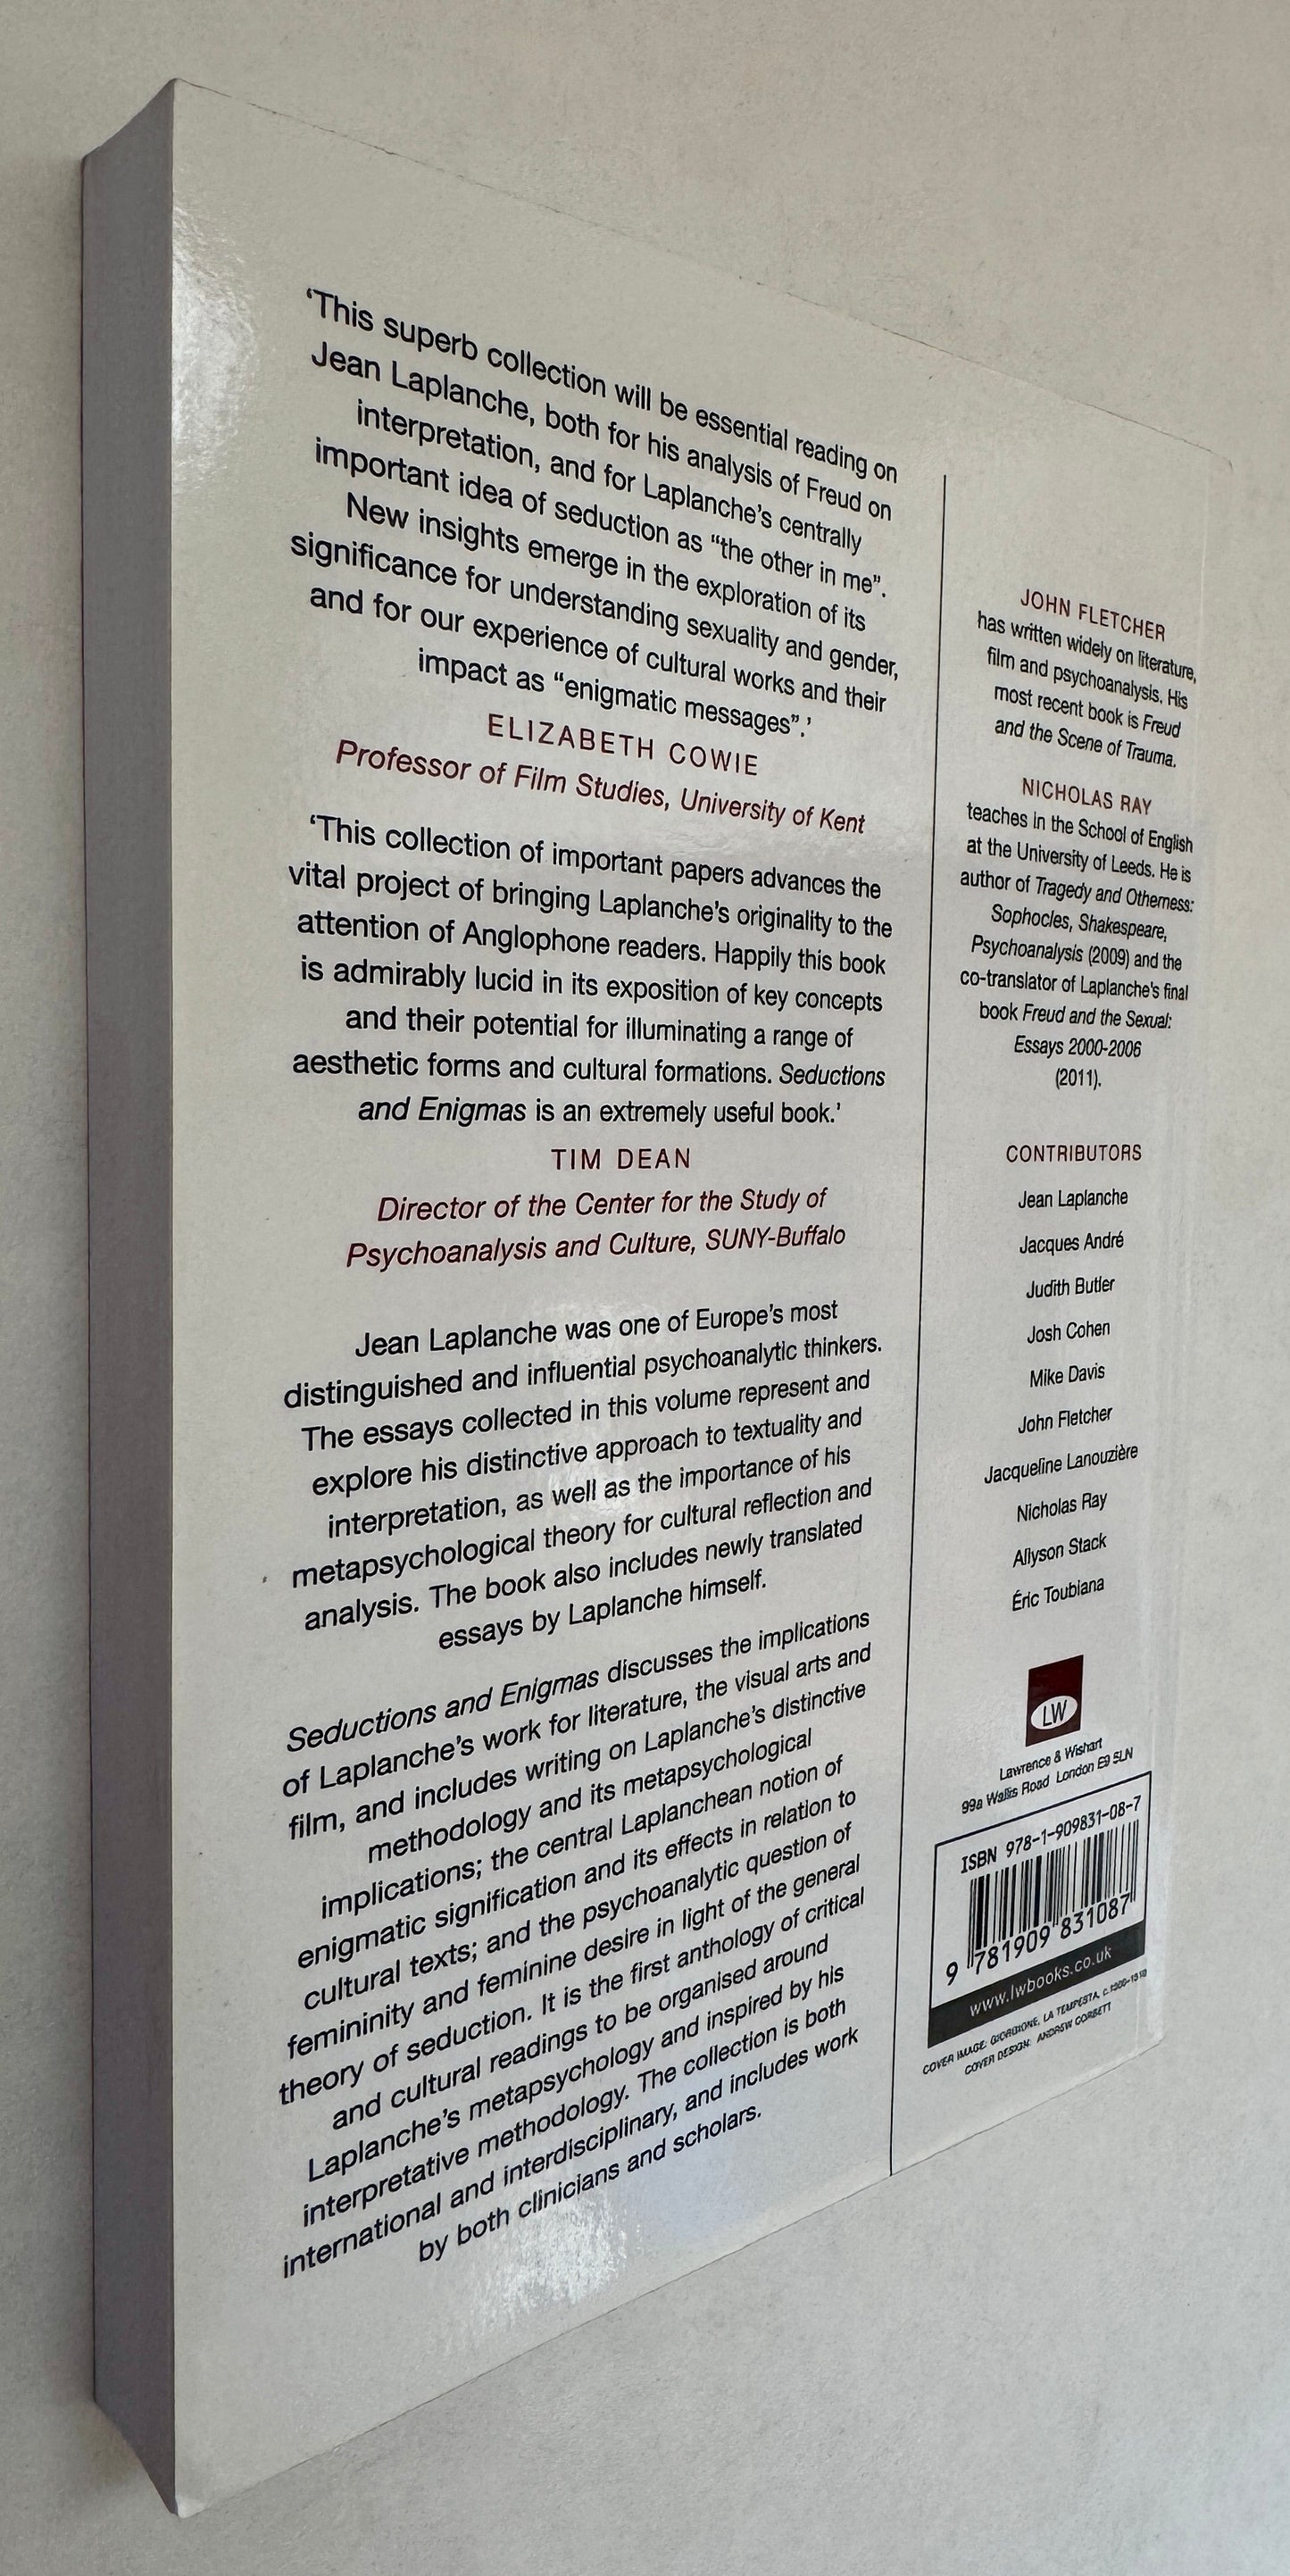 ‘This superb collection will be essential reading on
Jean Laplanche, both for his analysis of Freud on
interpretation, and for Laplanche’s centrally
important idea of seduction as “the other in me”.
New insights emerge in the exploration of its
significance for understanding sexuality and gender,
and for our experience of cultural works and their
impact as “enigmatic messages”.’
ELIZABETH COWIE
Professor of Film Studies, University of Kent
‘This collection of important papers advances the
vital project of bringing Laplanche’s originality to the
attention of Anglophone readers. Happily this book
is admirably lucid in its exposition of key concepts
and their potential for illuminating a range of
aesthetic forms and cultural formations. Seductions
and Enigmas is an extremely useful book.’
TIM DEAN
Director of the Center for the Study of
Psychoanalysis and Culture, SUNY-Buffalo
Jean Laplanche was one of Europe’s most
distinguished and influential psychoanalytic thinkers.
The essays collected in this volume represent and
explore his distinctive approach to textuality and
interpretation, as well as the importance of his
metapsychological theory for cultural reflection and
analysis. The book also includes newly translated
essays by Laplanche himself.
Seductions and Enigmas discusses the implications
of Laplanche’s work for literature, the visual arts and
film, and includes writing on Laplanche’s distinctive
methodology and its metapsychological
implications; the central Laplanchean notion of
enigmatic signification and its effects in relation to
cultural texts; and the psychoanalytic question of
femininity and feminine desire in light of the general
theory of seduction. It is the first anthology of critical
and cultural readings to be organised around
Laplanche’s metapsychology and inspired by his
interpretative methodology. The collection is both
international and interdisciplinary, and includes work
by both clinicians and scholars.
JOHN FLETCHER
has written widely on literature,
film and psychoanalysis. His
most recent book is Freud
and the Scene of Trauma.
NICHOLAS RAY
teaches in the School of English
at the University of Leeds. He is
author of Tragedy and Otherness:
Sophocles, Shakespeare,
Psychoanalysis (2009) and the
co-translator of Laplanche’s final
book Freud and the Sexual:
Essays 2000-2006
(2011).
CONTRIBUTORS
Jean Laplanche
Jacques André
Judith Butler
Josh Cohen
Mike Davis
John Fletcher
Jacqueline Lanouzière
Nicholas Ray
Allyson Stack
Éric Toubiana
LW
Lawrence & Wishart
99a Wallis Road London E9 5LN
ISBN 978-1-909831-08-7
9 781909 831087
www.lwbooks.co.uk
COVER IMAGE: GIORGIONE, LA TEMPESTA, c.1506-1510
COVER DESIGN: ANDREW CORBETT